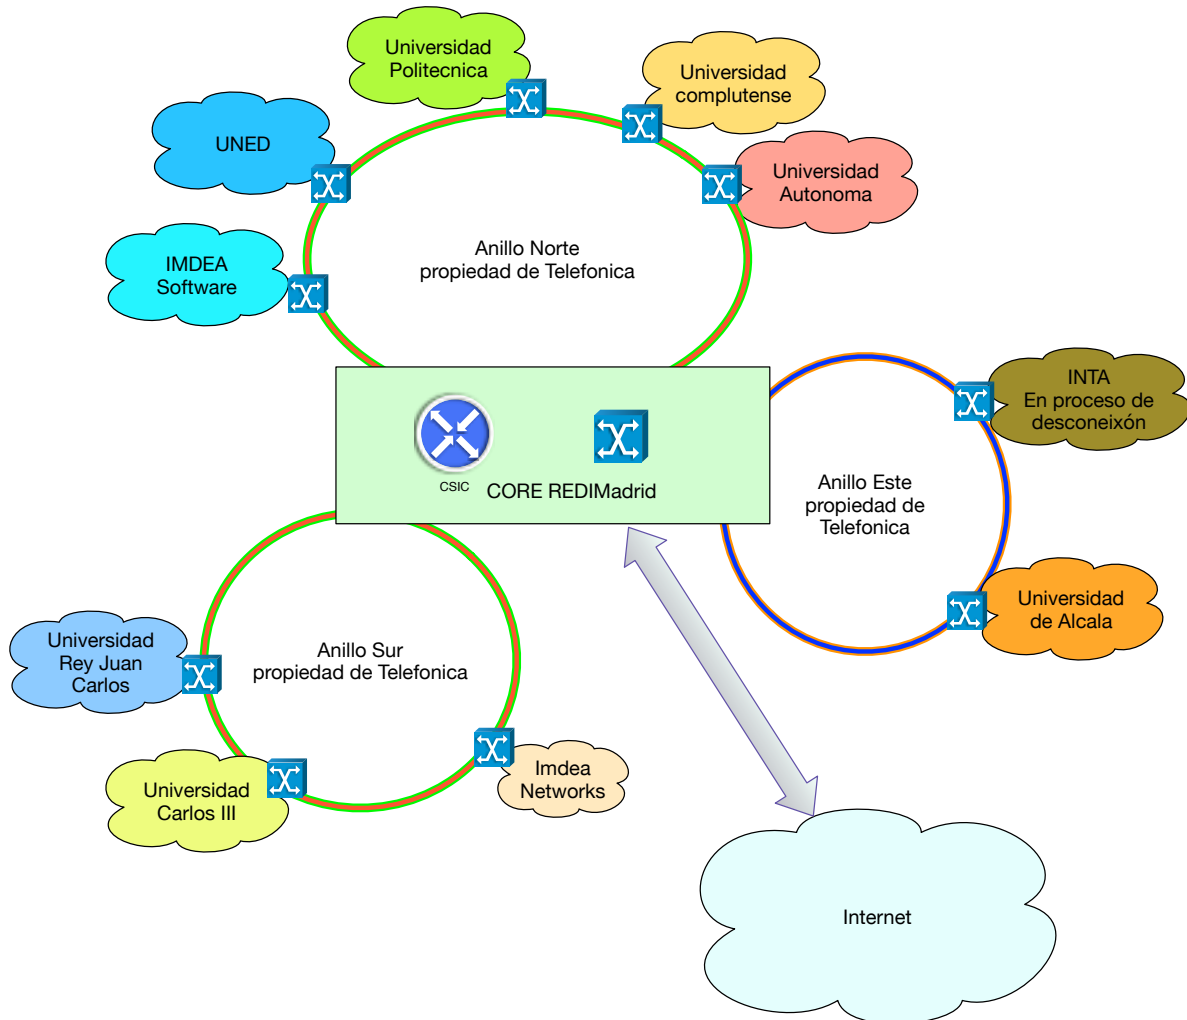 Universidad
Politecnica
Universidad
complutense
UNED
Universidad
Autonoma
Anillo Norte
propiedad de Telefonica
IMDEA
Software
INTA
En proceso de
desconeixón
CSIC
CORE REDIMadrid
Anillo Este
propiedad de
Telefonica
Universidad
de Alcala
Universidad
Rey Juan
Carlos
Anillo Sur
propiedad de Telefonica
Universidad
Carlos III
Imdea
Networks
Internet